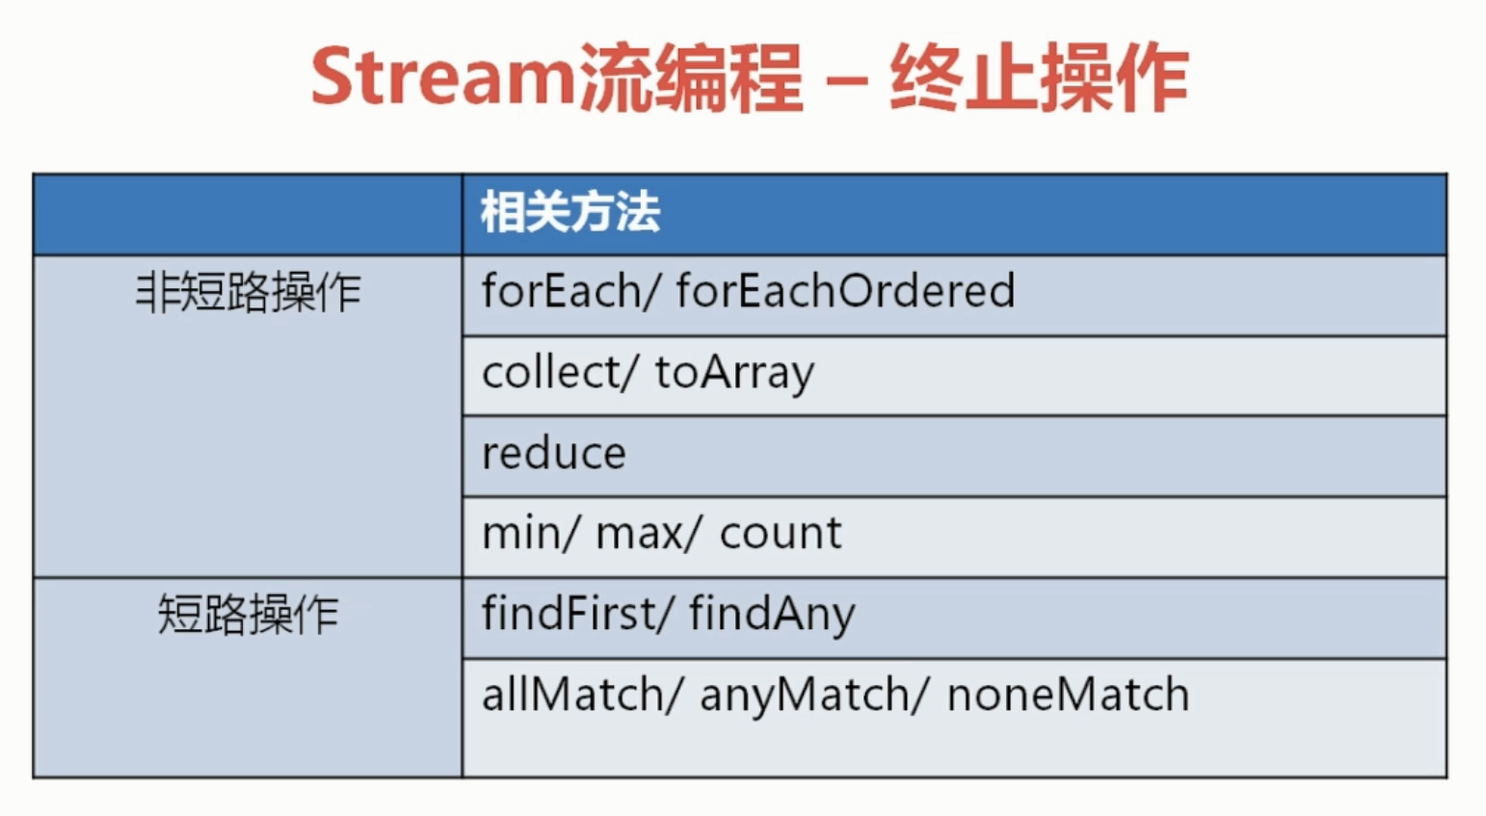 Stream流编程 – 终止操作
相关方法
非短路操作
forEach/ forEachOrdered
collect/ toArray
reduce
min/ max/ count
短路操作
findFirst/ findAny
allMatch/ anyMatch/ noneMatch